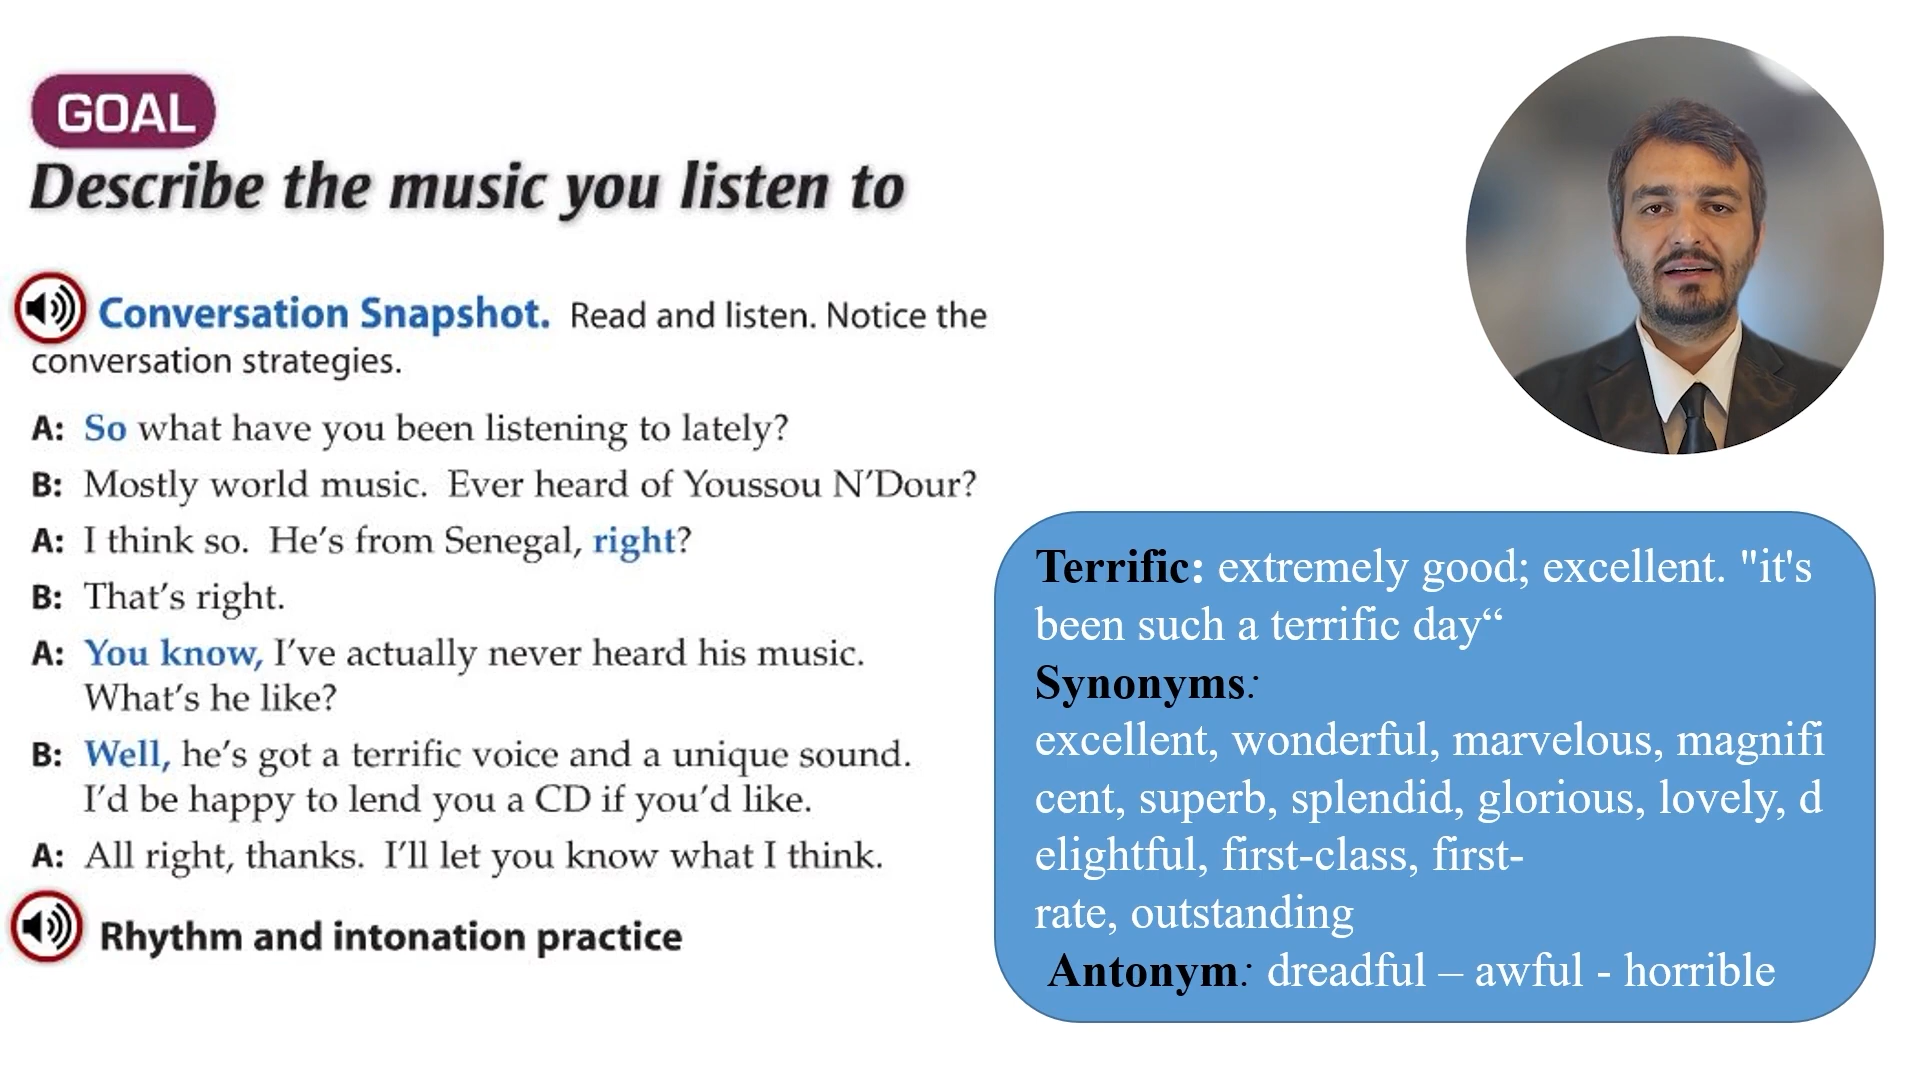 GOAL
Describe the music you listen to
Conversation Snapshot. Read and listen. Notice the
conversation strategies.
A: So what have you been listening to lately?
B: Mostly world music. Ever heard of Youssou N’Dour?
A: I think so. He’s from Senegal, right?
B: That’s right.
A: You know, I’ve actually never heard his music.
What’s he like?
B: Well, he’s got a terrific voice and a unique sound.
I’d be happy to lend you a CD if you’d like.
A: All right, thanks. I’ll let you know what I think.
Rhythm and intonation practice
Terrific: extremely good; excellent. "it's
been such a terrific day“
Synonyms:
excellent, wonderful, marvelous, magnifi
cent, superb, splendid, glorious, lovely, d
elightful, first-class, first-
rate, outstanding
Antonym: dreadful – awful - horrible